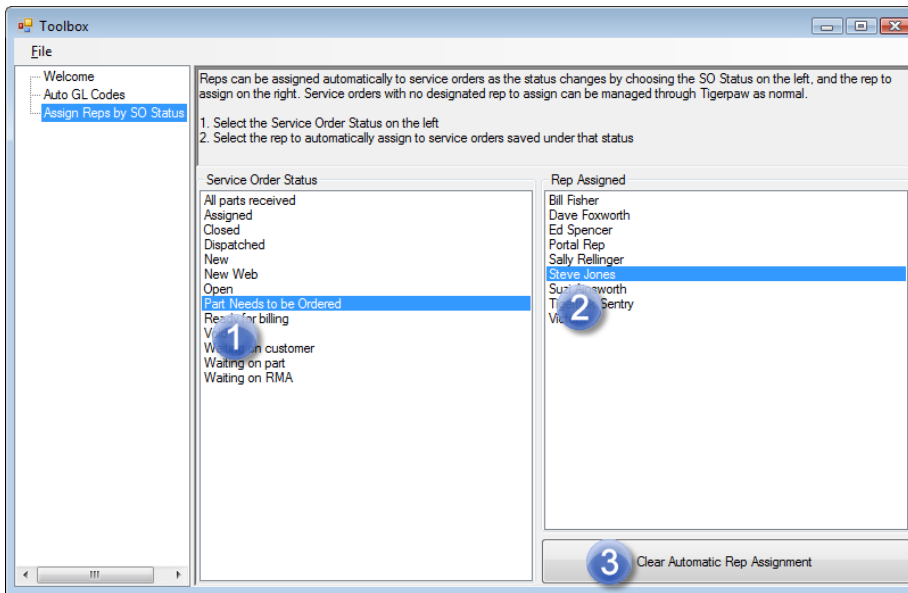 Toolbox
File
Welcome
Auto GL Codes
Assign Reps by SO Status
Reps can be assigned automatically to service orders as the status changes by choosing the SO Status on the left, and the rep to
assign on the right. Service orders with no designated rep to assign can be managed through Tigerpaw as normal.
1. Select the Service Order Status on the left
2. Select the rep to automatically assign to service orders saved under that status
Service Order Status
All parts received
Assigned
Closed
Dispatched
New
New Web
Open
Part Needs to be Ordered
for billing
1
on customer
Waiting on part
Waiting on RMA
Rep Assigned
Bill Fisher
Dave Foxworth
Ed Spencer
Portal Rep
Sally Rellinger
Steve Jones
Sentry
2
3
Clear Automatic Rep Assignment